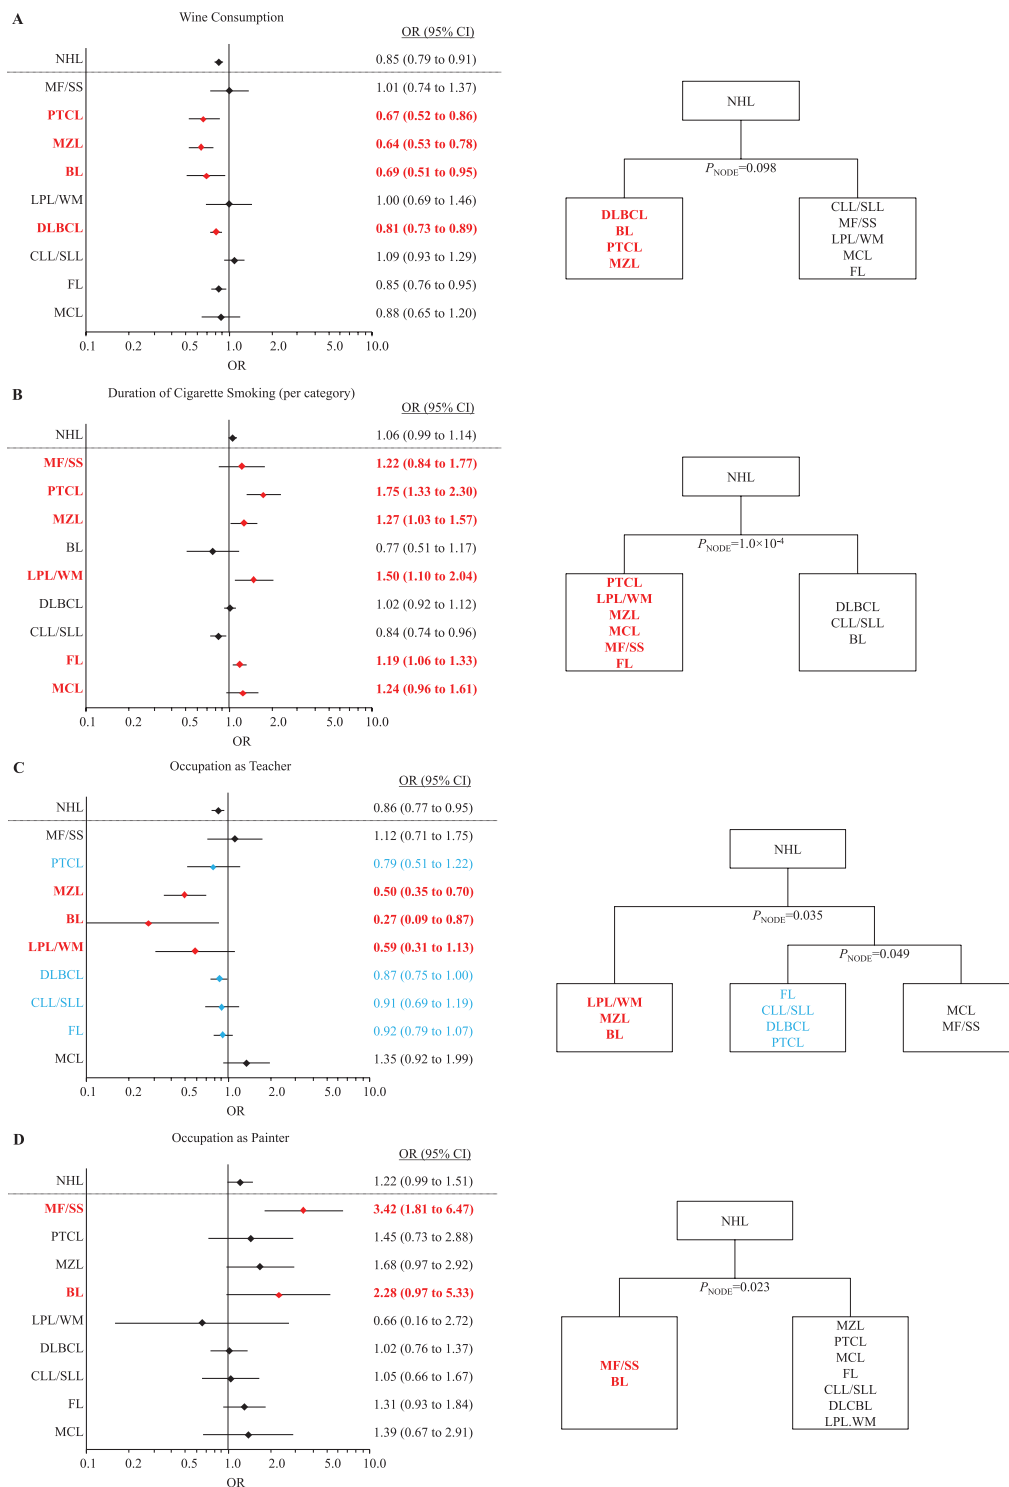 A
Wine Consumption
OR (95% CI)
NHL 0.85 (0.79 to 0.91)
MF/SS 1.01 (0.74 to 1.37)
PTCL 0.67 (0.52 to 0.86)
MZL 0.64 (0.53 to 0.78)
BL 0.69 (0.51 to 0.95)
LPL/WM 1.00 (0.69 to 1.46)
DLBCL 0.81 (0.73 to 0.89)
CLL/SLL 1.09 (0.93 to 1.29)
FL 0.85 (0.76 to 0.95)
MCL 0.88 (0.65 to 1.20)
0.1 0.2 0.5 1.0 2.0 5.0 10.0
OR
NHL
PNODE=0.098
DLBCL
BL
PTCL
MZL
CLL/SLL
MF/SS
LPL/WM
MCL
FL
B
Duration of Cigarette Smoking (per category)
OR (95% CI)
NHL 1.06 (0.99 to 1.14)
MF/SS 1.22 (0.84 to 1.77)
PTCL 1.75 (1.33 to 2.30)
MZL 1.27 (1.03 to 1.57)
BL 0.77 (0.51 to 1.17)
LPL/WM 1.50 (1.10 to 2.04)
DLBCL 1.02 (0.92 to 1.12)
CLL/SLL 0.84 (0.74 to 0.96)
FL 1.19 (1.06 to 1.33)
MCL 1.24 (0.96 to 1.61)
0.1 0.2 0.5 1.0 2.0 5.0 10.0
OR
NHL
PNODE=1.0×10⁻⁴
PTCL
LPL/WM
MZL
MCL
MF/SS
FL
DLBCL
CLL/SLL
BL
C
Occupation as Teacher
OR (95% CI)
NHL 0.86 (0.77 to 0.95)
MF/SS 1.12 (0.71 to 1.75)
PTCL 0.79 (0.51 to 1.22)
MZL 0.50 (0.35 to 0.70)
BL 0.27 (0.09 to 0.87)
LPL/WM 0.59 (0.31 to 1.13)
DLBCL 0.87 (0.75 to 1.00)
CLL/SLL 0.91 (0.69 to 1.19)
FL 0.92 (0.79 to 1.07)
MCL 1.35 (0.92 to 1.99)
0.1 0.2 0.5 1.0 2.0 5.0 10.0
OR
NHL
PNODE=0.035
PNODE=0.049
LPL/WM
MZL
BL
FL
CLL/SLL
DLBCL
PTCL
MCL
MF/SS
D
Occupation as Painter
OR (95% CI)
NHL 1.22 (0.99 to 1.51)
MF/SS 3.42 (1.81 to 6.47)
PTCL 1.45 (0.73 to 2.88)
MZL 1.68 (0.97 to 2.92)
BL 2.28 (0.97 to 5.33)
LPL/WM 0.66 (0.16 to 2.72)
DLBCL 1.02 (0.76 to 1.37)
CLL/SLL 1.05 (0.66 to 1.67)
FL 1.31 (0.93 to 1.84)
MCL 1.39 (0.67 to 2.91)
0.1 0.2 0.5 1.0 2.0 5.0 10.0
OR
NHL
PNODE=0.023
MF/SS
BL
MZL
PTCL
MCL
FL
CLL/SLL
DLCBL
LPL.WM